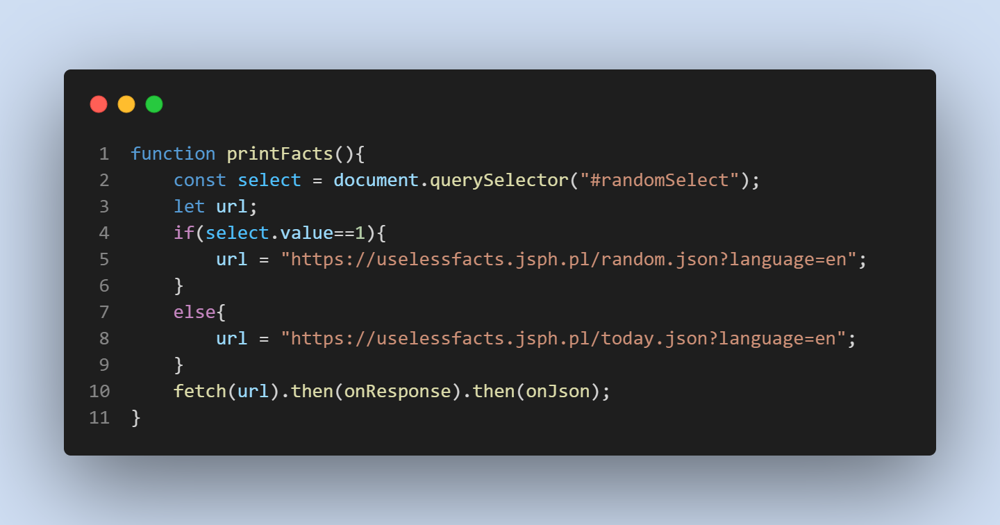 1 function printFacts(){
2     const select = document.querySelector("#randomSelect");
3     let url;
4     if(select.value==1){
5         url = "https://uselessfacts.jsph.pl/random.json?language=en";
6     }
7     else{
8         url = "https://uselessfacts.jsph.pl/today.json?language=en";
9     }
10     fetch(url).then(onResponse).then(onJson);
11 }